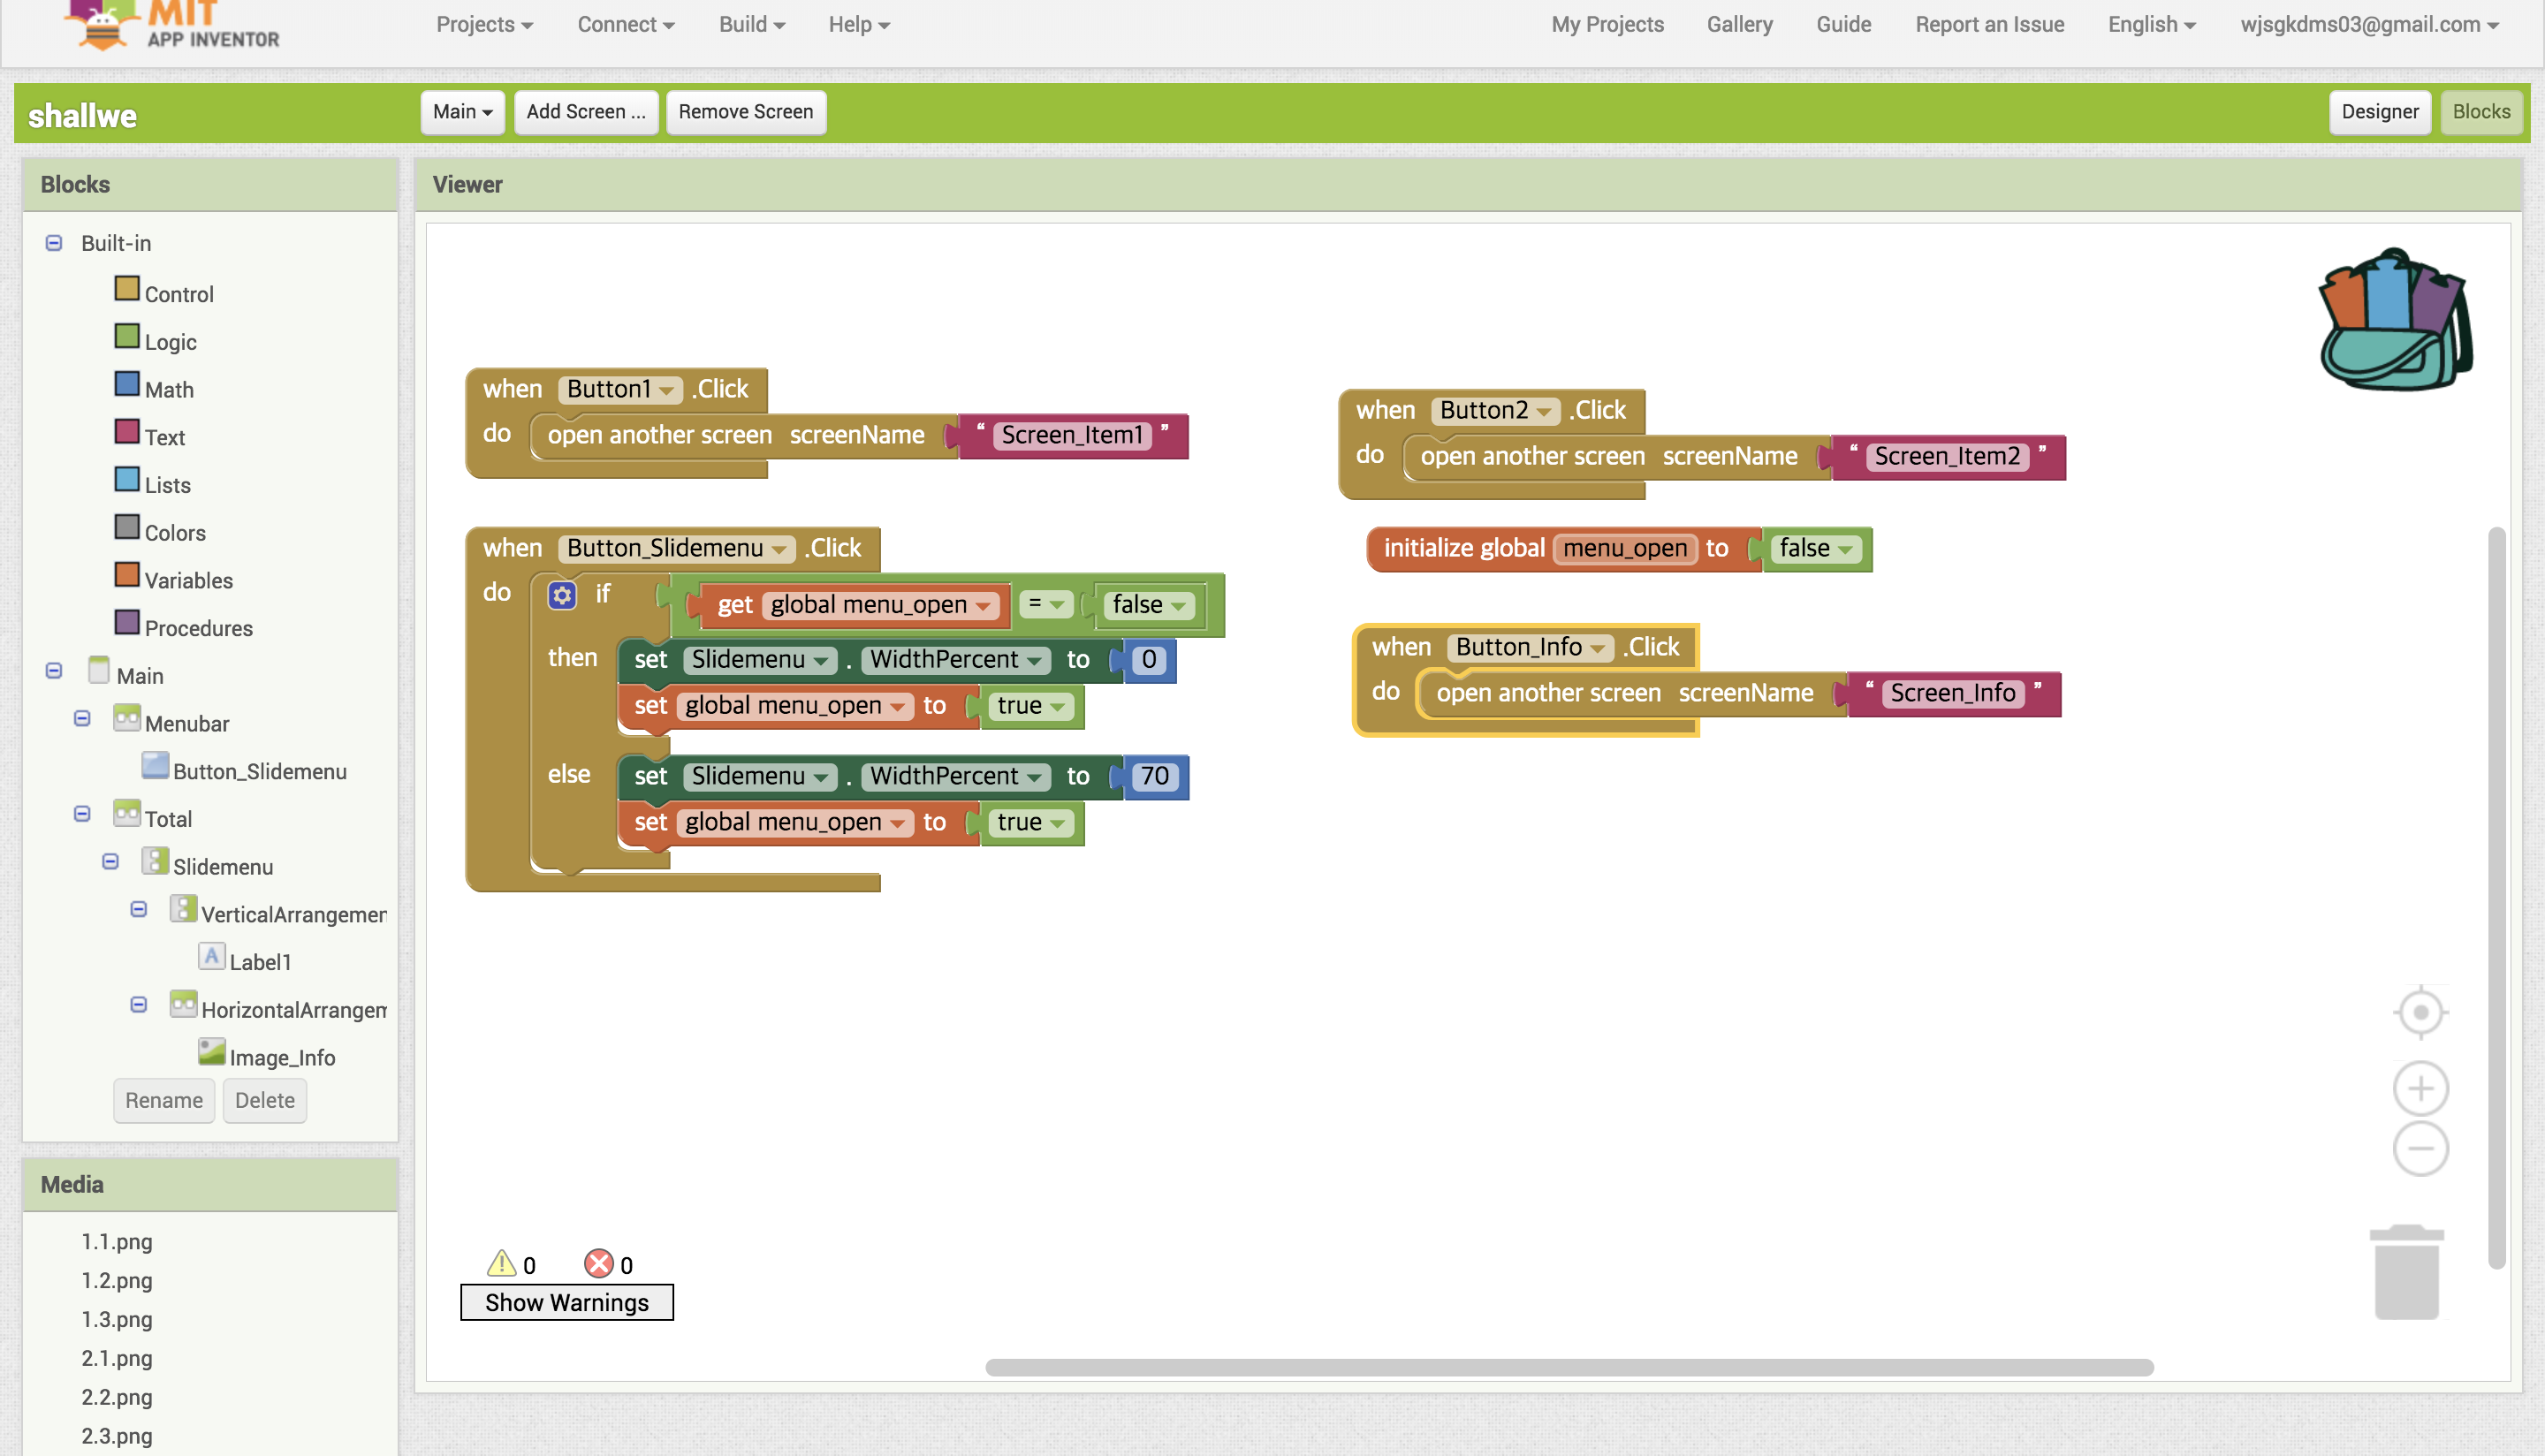 MIT
APP INVENTOR
Projects
Connect
Build
Help
My Projects
Gallery
Guide
Report an Issue
English
wjsgkdms03@gmail.com
shallwe
Main
Add Screen ...
Remove Screen
Designer
Blocks
Blocks
Built-in
Control
Logic
Math
Text
Lists
Colors
Variables
Procedures
Main
Menubar
Button_Slidemenu
Total
Slidemenu
VerticalArrangemen
Label1
HorizontalArrangem
Image_Info
Rename
Delete
Media
1.1.png
1.2.png
1.3.png
2.1.png
2.2.png
2.3.png
Viewer
when Button1 .Click
do open another screen screenName “ Screen_Item1 ”
when Button2 .Click
do open another screen screenName “ Screen_Item2 ”
when Button_Slidemenu .Click
do if get global menu_open = false
then set Slidemenu . WidthPercent to 0
set global menu_open to true
else set Slidemenu . WidthPercent to 70
set global menu_open to true
initialize global menu_open to false
when Button_Info .Click
do open another screen screenName “ Screen_Info ”
0 0
Show Warnings